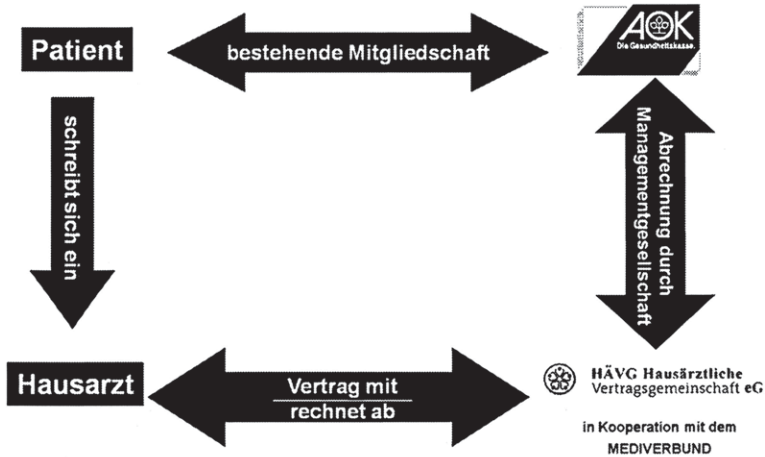 Patient
bestehende Mitgliedschaft
AOK
Die Gesundheitskasse.
schreibt sich ein
Abrechnung durch
Managementgesellschaft
Hausarzt
Vertrag mit
rechnet ab
HÄVG Hausärztliche
Vertragsgemeinschaft eG
in Kooperation mit dem
MEDIVERBUND